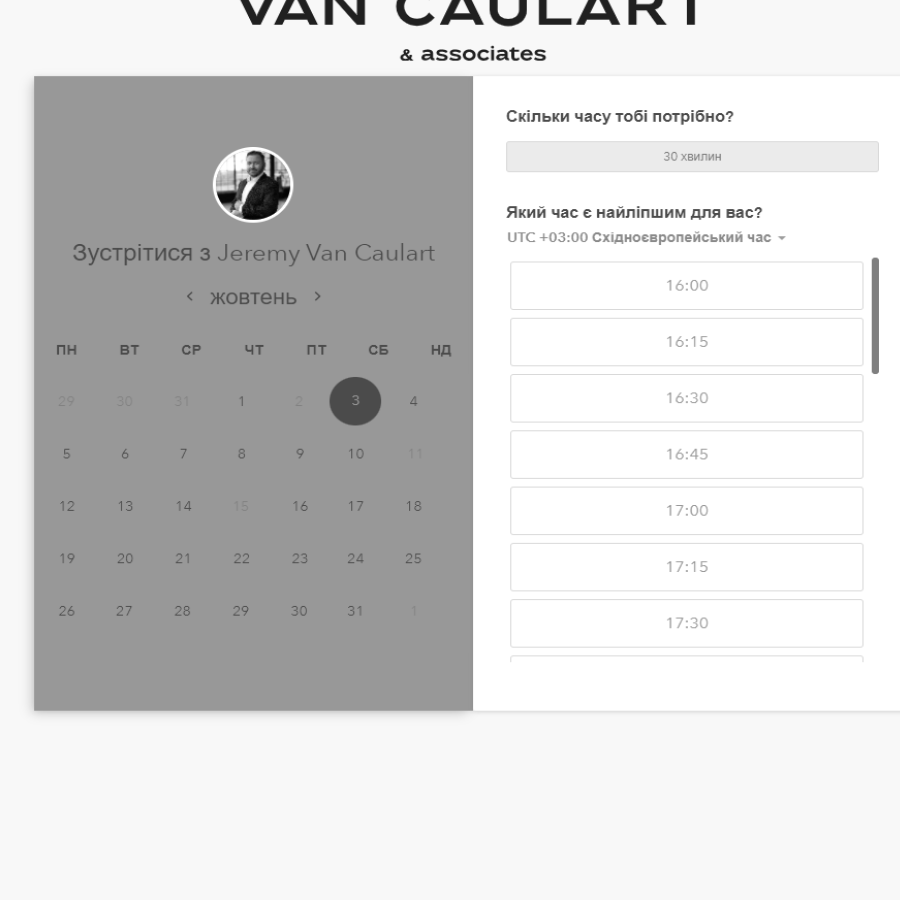 VAN CAULART
& associates
Зустрітися з Jeremy Van Caulart
жовтень
ПН ВТ СР ЧТ ПТ СБ НД
29 30 31 1 2 3 4
5 6 7 8 9 10 11
12 13 14 15 16 17 18
19 20 21 22 23 24 25
26 27 28 29 30 31 1
Скільки часу тобі потрібно?
30 хвилин
Який час є найліпшим для вас?
UTC +03:00 Східноєвропейський час
16:00
16:15
16:30
16:45
17:00
17:15
17:30